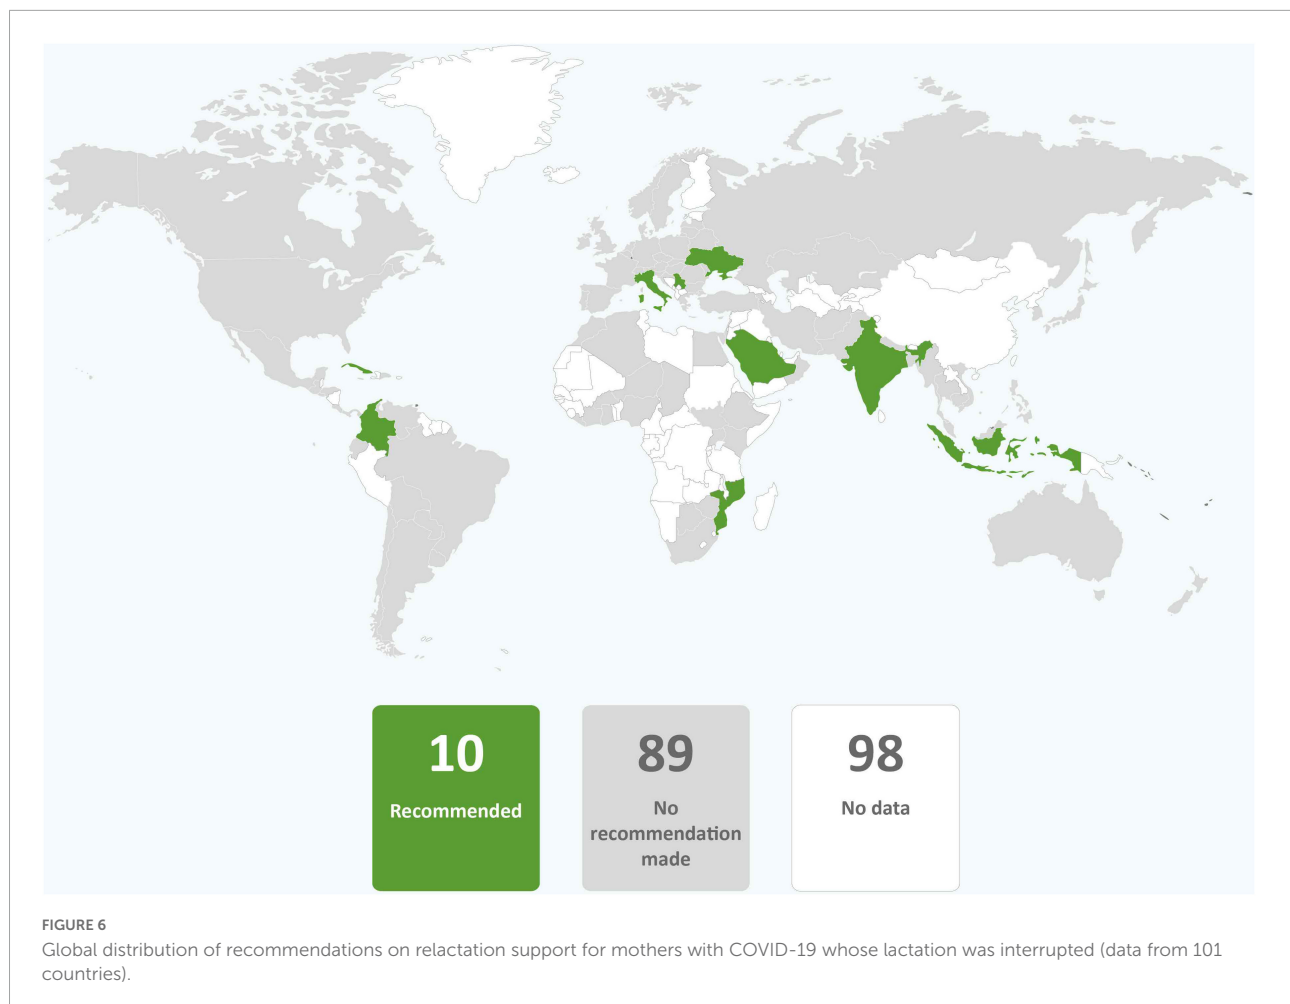 10
Recommended
89
No
recommendation
made
98
No data
FIGURE 6
Global distribution of recommendations on relactation support for mothers with COVID-19 whose lactation was interrupted (data from 101
countries).